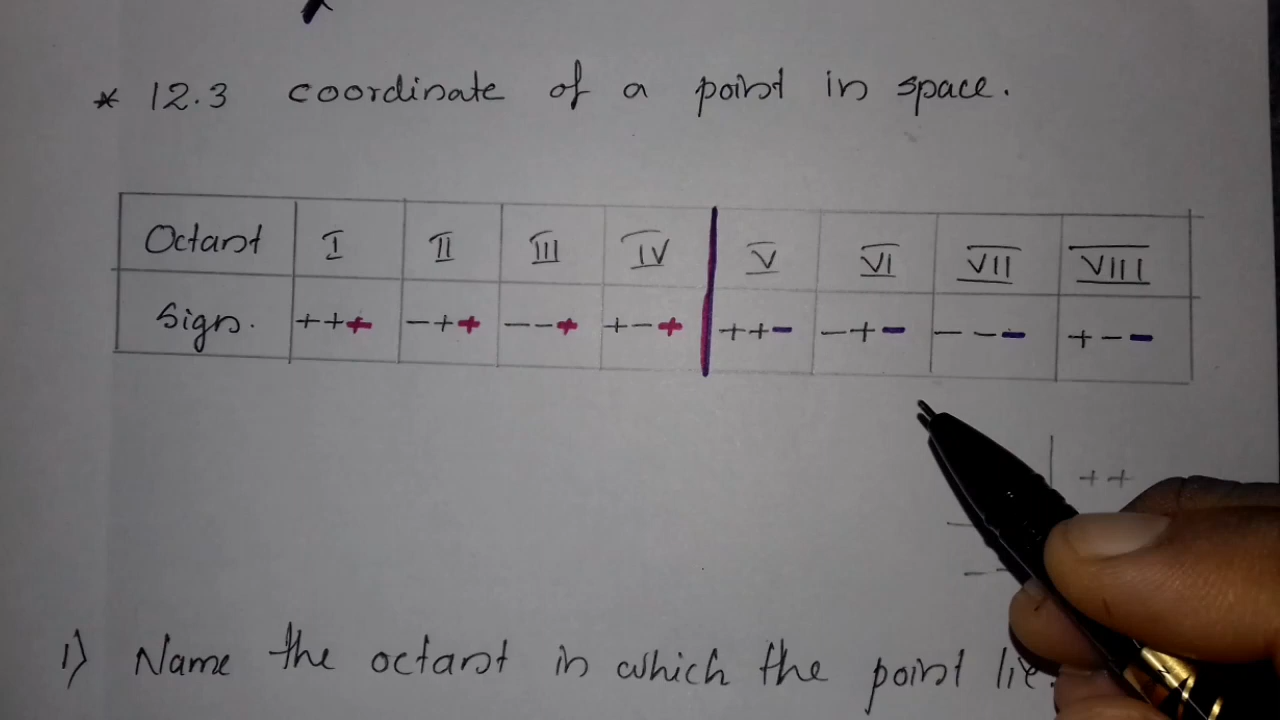 * 12.3 coordinate of a point in space.
Octant I II III IV V VI VII VIII
Sign. +++ -++ --+ +-+ ++- -+- --- +--
++
1) Name the octant in which the point lie.